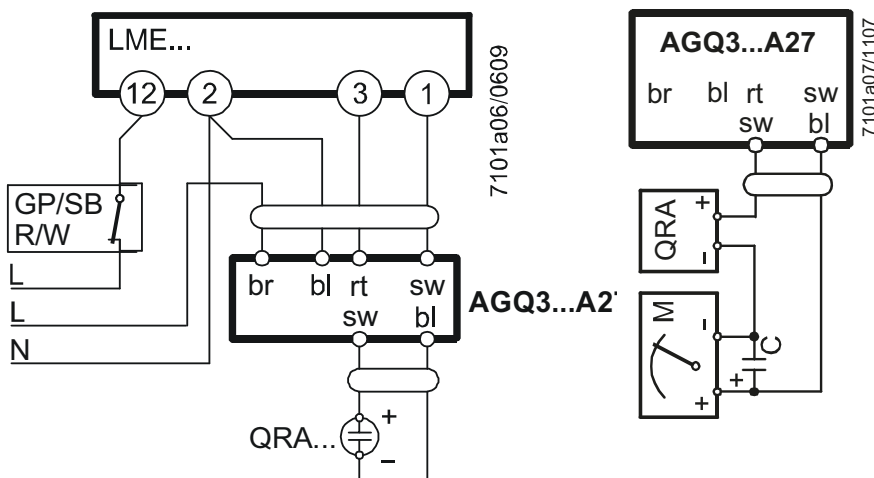 LME...
12 2 3 1
7101a06/0609
GP/SB
R/W
L
L
N
br bl rt sw
sw bl
AGQ3...A2
QRA...
+
–
AGQ3...A27
br bl rt sw
sw bl
7101a07/1107
QRA
+
-
M
-
+
C
+